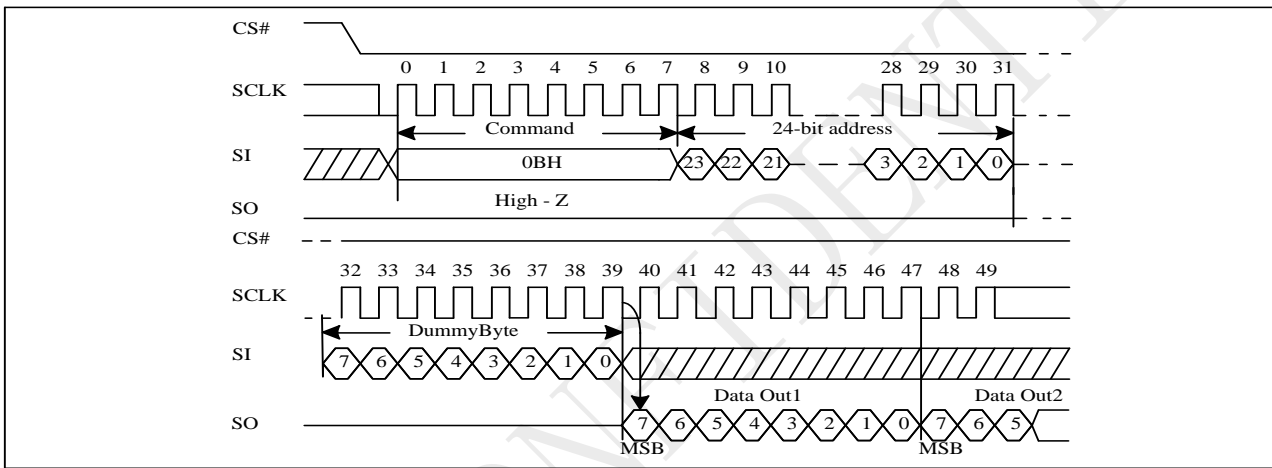 CS#
0 1 2 3 4 5 6 7 8 9 10 28 29 30 31
SCLK
Command 24-bit address
SI 0BH 23 22 21 3 2 1 0
High - Z
SO
CS#
32 33 34 35 36 37 38 39 40 41 42 43 44 45 46 47 48 49
SCLK
DummyByte
SI 7 6 5 4 3 2 1 0
Data Out1 Data Out2
SO 7 6 5 4 3 2 1 0 7 6 5
MSB MSB